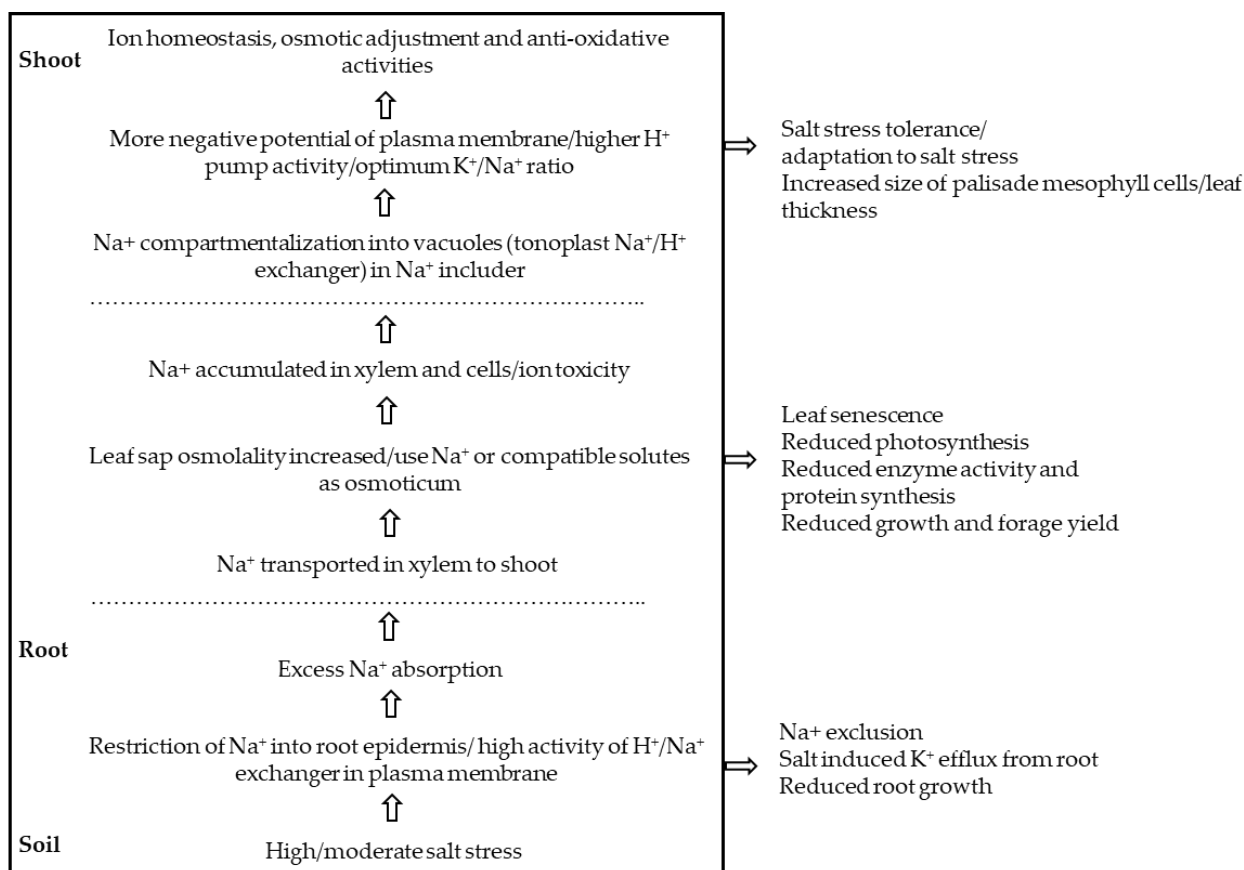 Shoot
Ion homeostasis, osmotic adjustment and anti-oxidative
activities
More negative potential of plasma membrane/higher H⁺
pump activity/optimum K⁺/Na⁺ ratio
Salt stress tolerance/
adaptation to salt stress
Increased size of palisade mesophyll cells/leaf
thickness
Na+ compartmentalization into vacuoles (tonoplast Na⁺/H⁺
exchanger) in Na⁺ includer
Na+ accumulated in xylem and cells/ion toxicity
Leaf sap osmolality increased/use Na⁺ or compatible solutes
as osmoticum
Leaf senescence
Reduced photosynthesis
Reduced enzyme activity and
protein synthesis
Reduced growth and forage yield
Na⁺ transported in xylem to shoot
Root
Excess Na⁺ absorption
Restriction of Na⁺ into root epidermis/ high activity of H⁺/Na⁺
exchanger in plasma membrane
Na+ exclusion
Salt induced K⁺ efflux from root
Reduced root growth
Soil
High/moderate salt stress